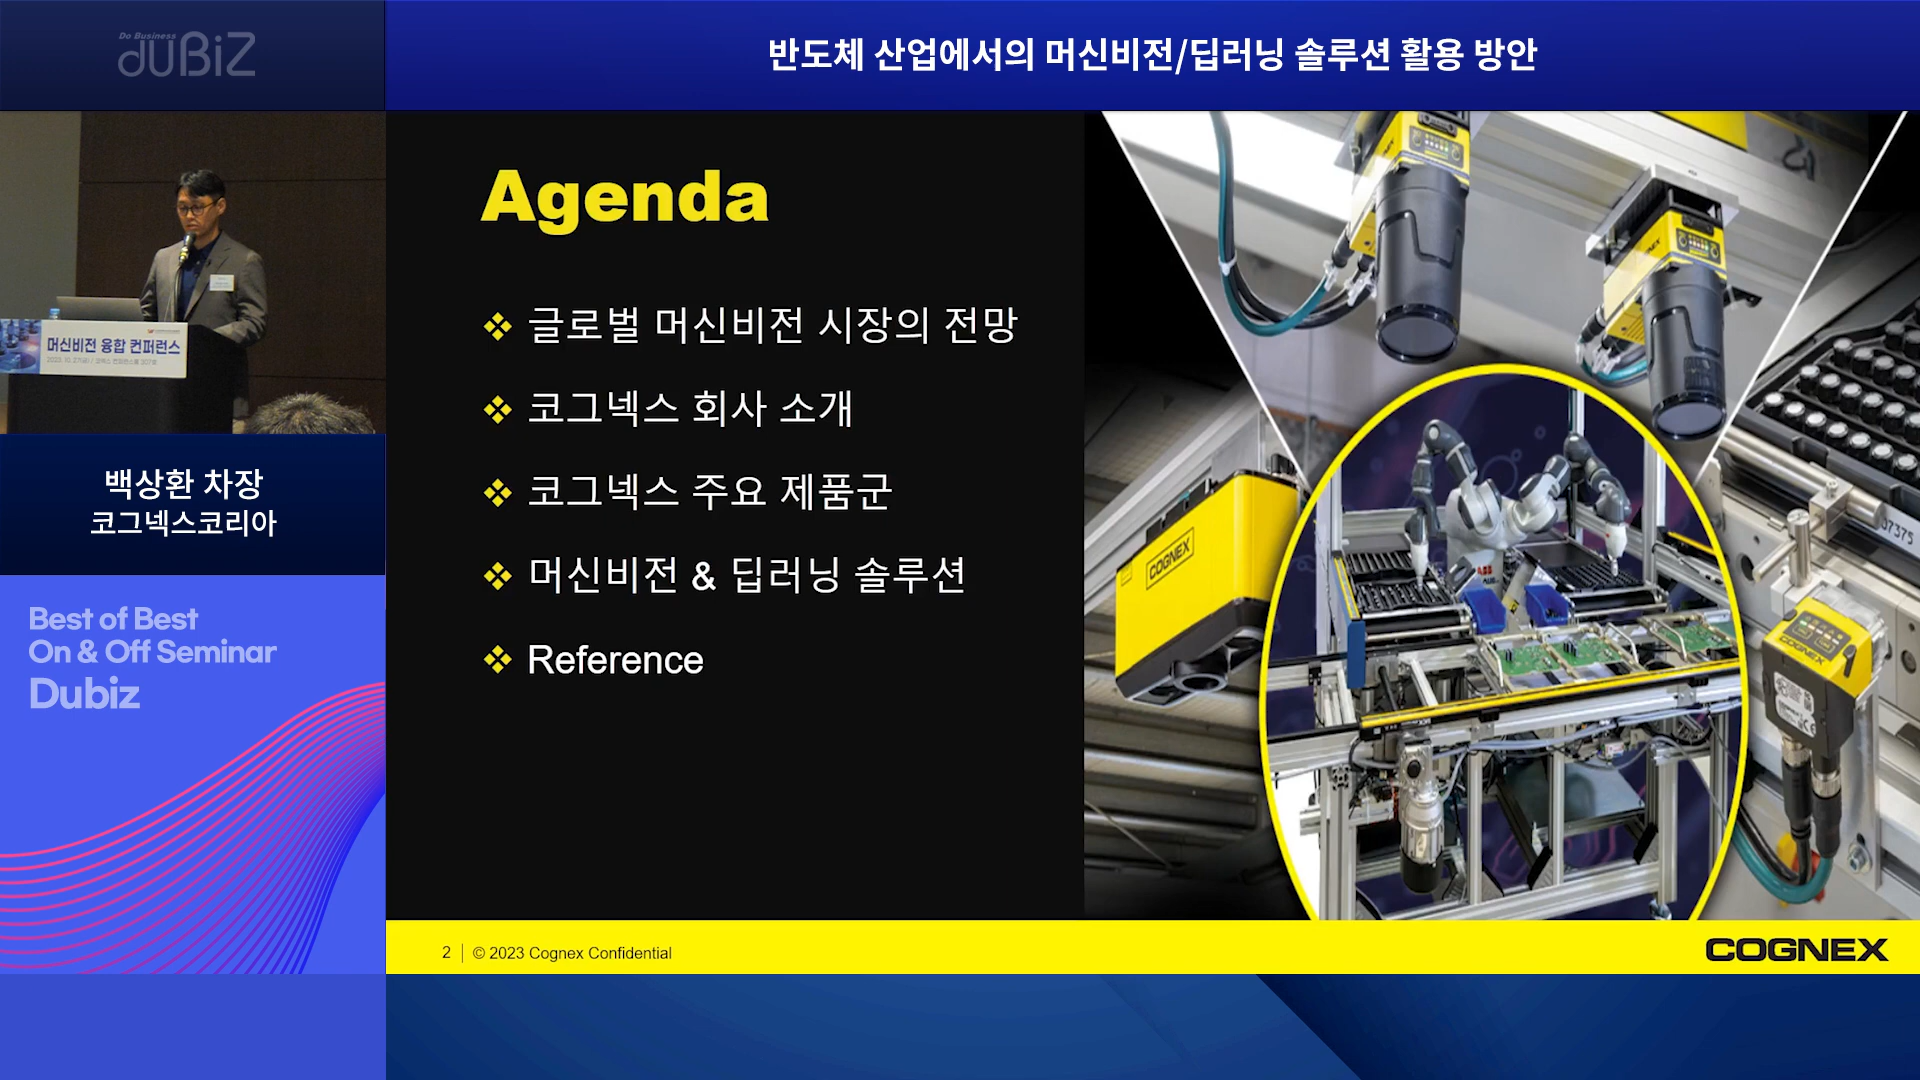 Do Business
duBiZ
반도체 산업에서의 머신비전/딥러닝 솔루션 활용 방안
머신비전 융합 컨퍼런스
백상환 차장
코그넥스코리아
Best of Best
On & Off Seminar
Dubiz
Agenda
❖ 글로벌 머신비전 시장의 전망
❖ 코그넥스 회사 소개
❖ 코그넥스 주요 제품군
❖ 머신비전 & 딥러닝 솔루션
❖ Reference
COGNEX
ABB
07375
COGNEX
2 | © 2023 Cognex Confidential
COGNEX